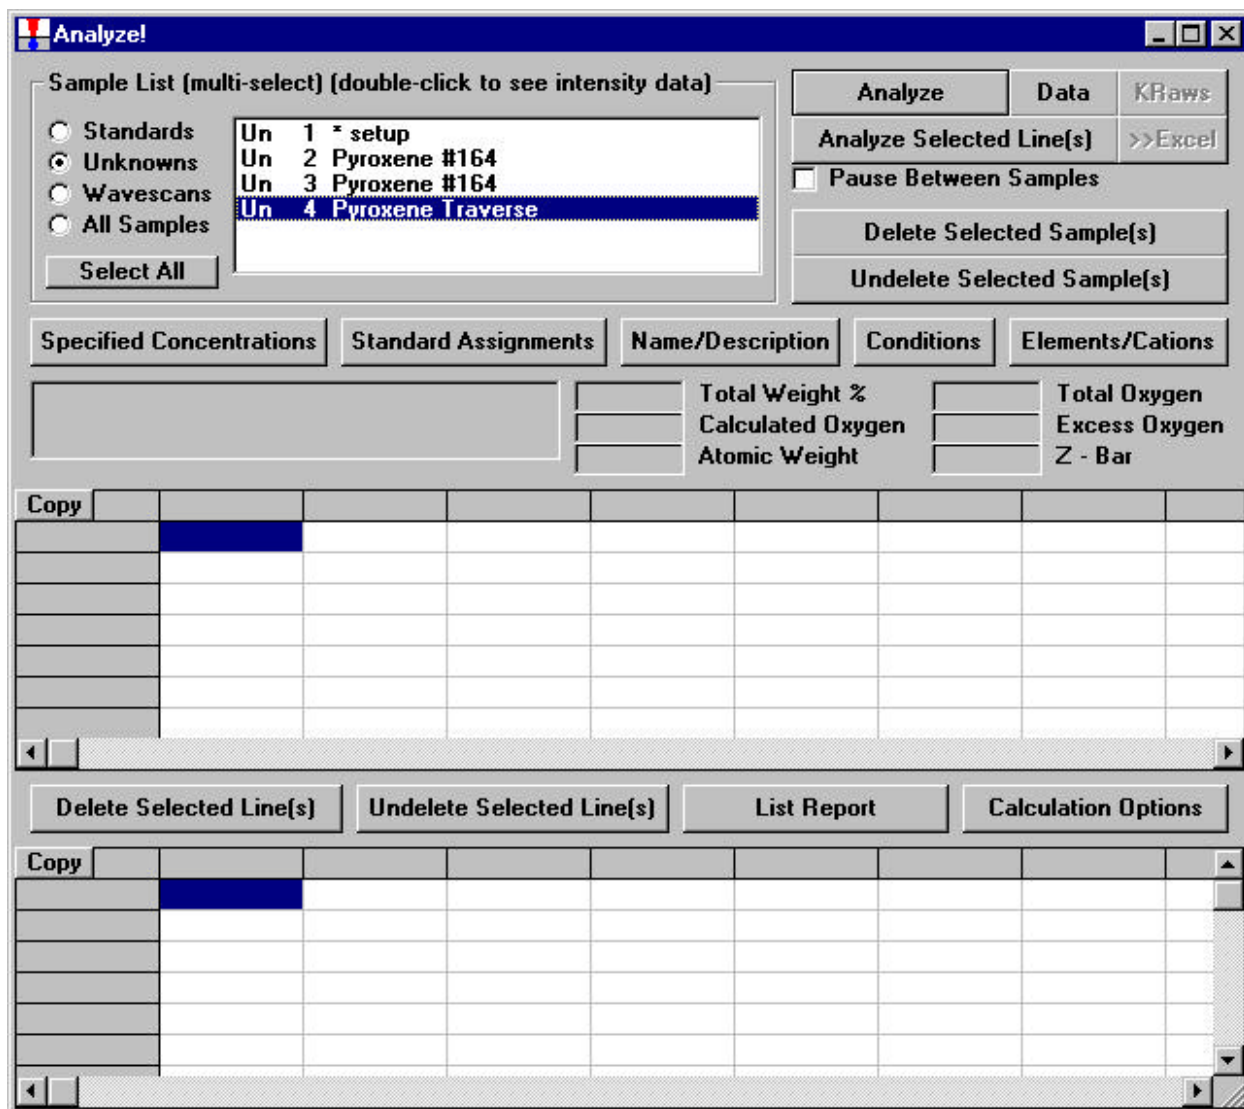 Analyze!
Sample List (multi-select) (double-click to see intensity data)
Standards
Unknowns
Wavescans
All Samples
Select All
Un 1 * setup
Un 2 Pyroxene #164
Un 3 Pyroxene #164
Un 4 Pyroxene Traverse
Analyze Data KRaws
Analyze Selected Line(s) >>Excel
Pause Between Samples
Delete Selected Sample(s)
Undelete Selected Sample(s)
Specified Concentrations Standard Assignments Name/Description Conditions Elements/Cations
Total Weight % Total Oxygen
Calculated Oxygen Excess Oxygen
Atomic Weight Z - Bar
Copy
Delete Selected Line(s) Undelete Selected Line(s) List Report Calculation Options
Copy